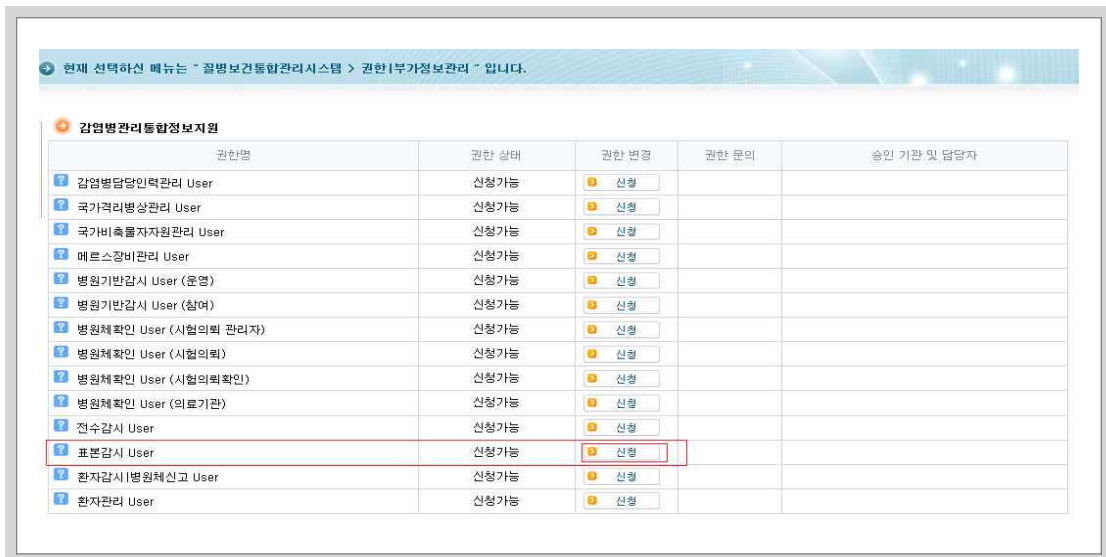 현재 선택하신 메뉴는 " 질병보건통합관리시스템 > 권한|부가정보관리 " 입니다.
감염병관리통합정보지원
권한명 권한 상태 권한 변경 권한 문의 승인 기관 및 담당자
? 감염병담당인력관리 User 신청가능 신청
? 국가격리병상관리 User 신청가능 신청
? 국가비축물자자원관리 User 신청가능 신청
? 메르스장비관리 User 신청가능 신청
? 병원기반감시 User (운영) 신청가능 신청
? 병원기반감시 User (참여) 신청가능 신청
? 병원체확인 User (시험의뢰 관리자) 신청가능 신청
? 병원체확인 User (시험의뢰) 신청가능 신청
? 병원체확인 User (시험의뢰확인) 신청가능 신청
? 병원체확인 User (의료기관) 신청가능 신청
? 전수감시 User 신청가능 신청
? 표본감시 User 신청가능 신청
? 환자감시|병원체신고 User 신청가능 신청
? 환자관리 User 신청가능 신청